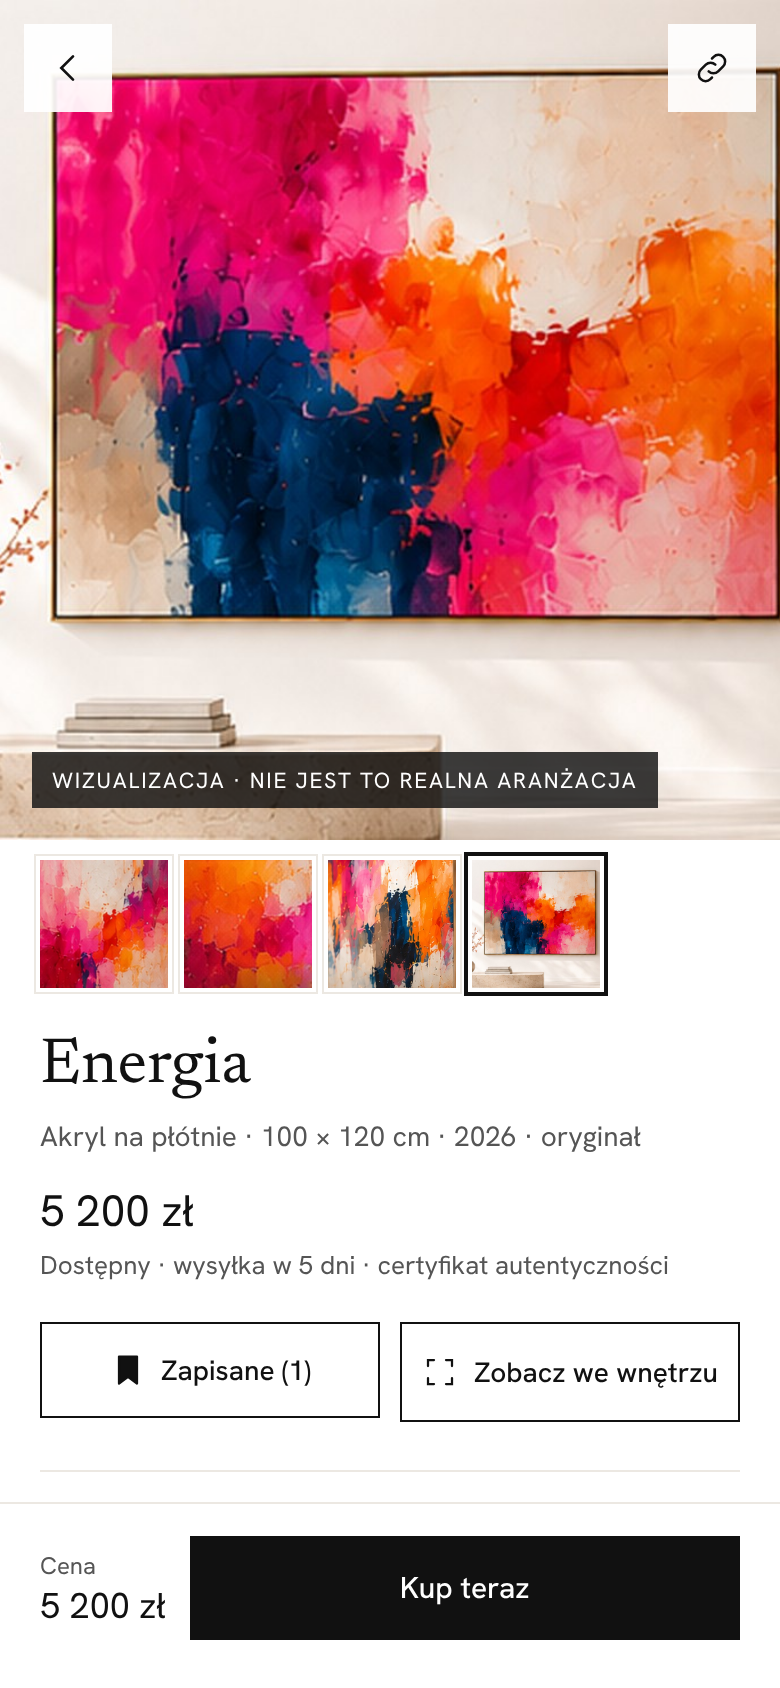 WIZUALIZACJA · NIE JEST TO REALNA ARANŻACJA
Energia
Akryl na płótnie · 100 × 120 cm · 2026 · oryginał
5 200 zł
Dostępny · wysyłka w 5 dni · certyfikat autentyczności
Zapisane (1)
Zobacz we wnętrzu
Cena
5 200 zł
Kup teraz